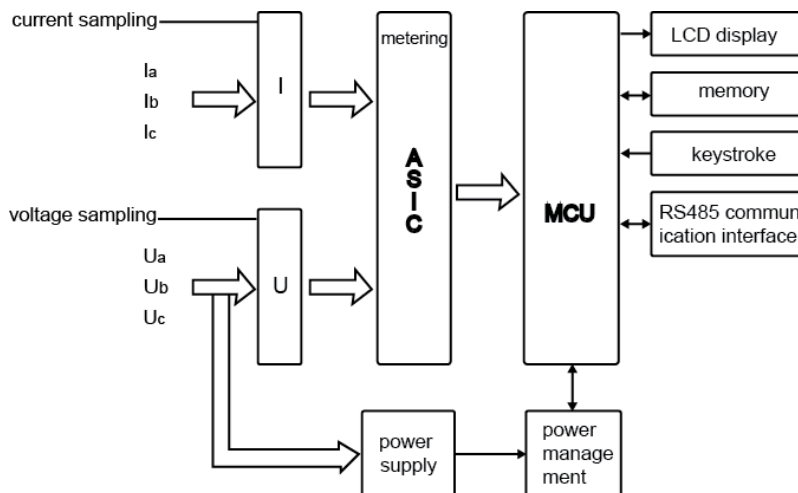 current sampling
Ia
Ib
Ic
I
metering
ASIC
MCU
LCD display
memory
keystroke
RS485 commun
ication interface
voltage sampling
Ua
Ub
Uc
U
power
supply
power
manage
ment